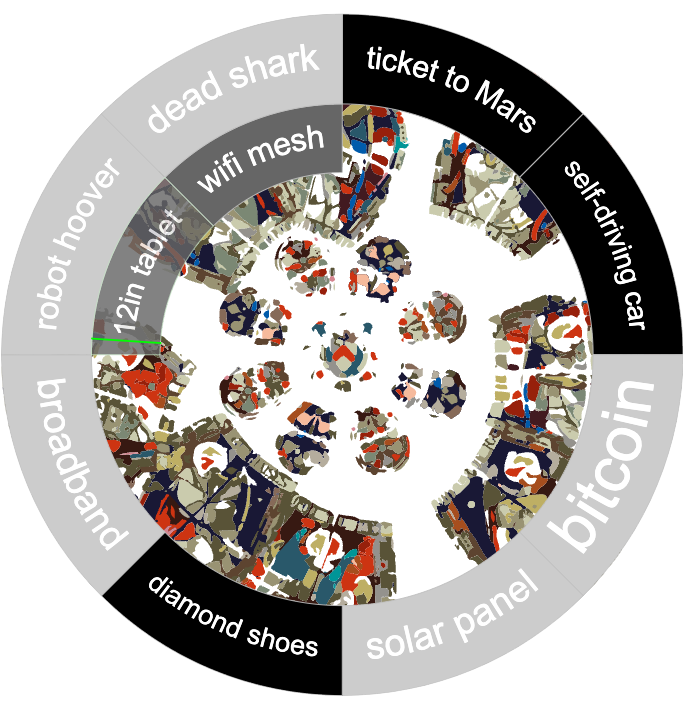 ticket to Mars
self-driving car
bitcoin
solar panel
diamond shoes
broadband
robot hoover
dead shark
wifi mesh
12in tablet